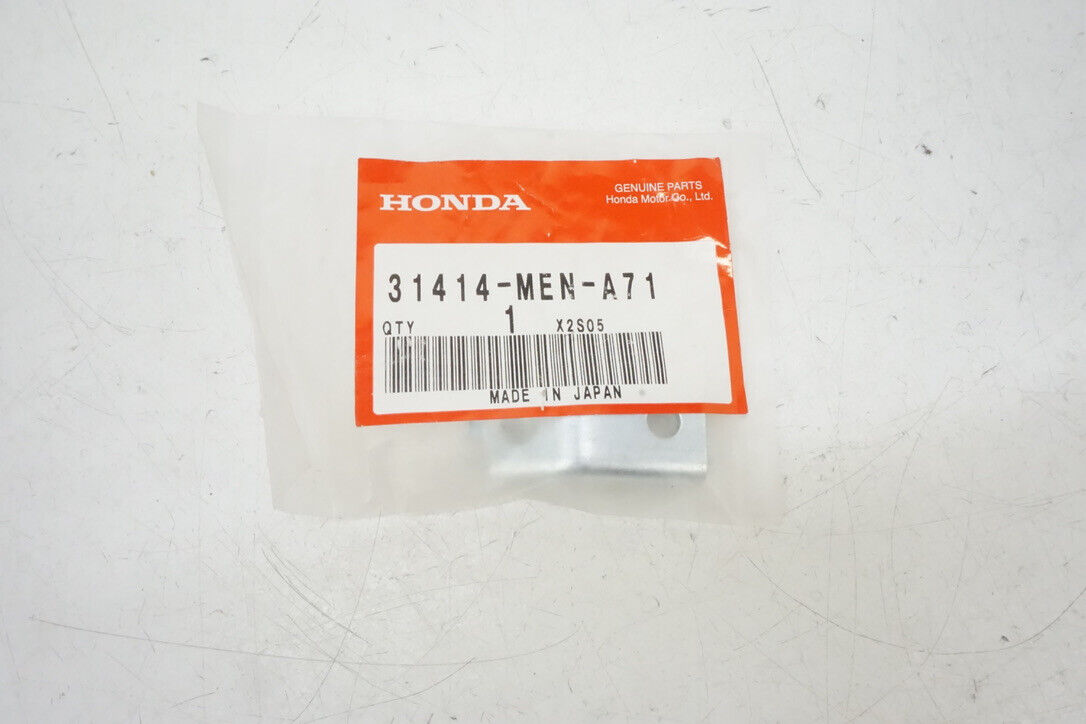 HONDA
GENUINE PARTS
Honda Motor Co., Ltd.
31414-MEN-A71
QTY 1 X2S05
MADE IN JAPAN